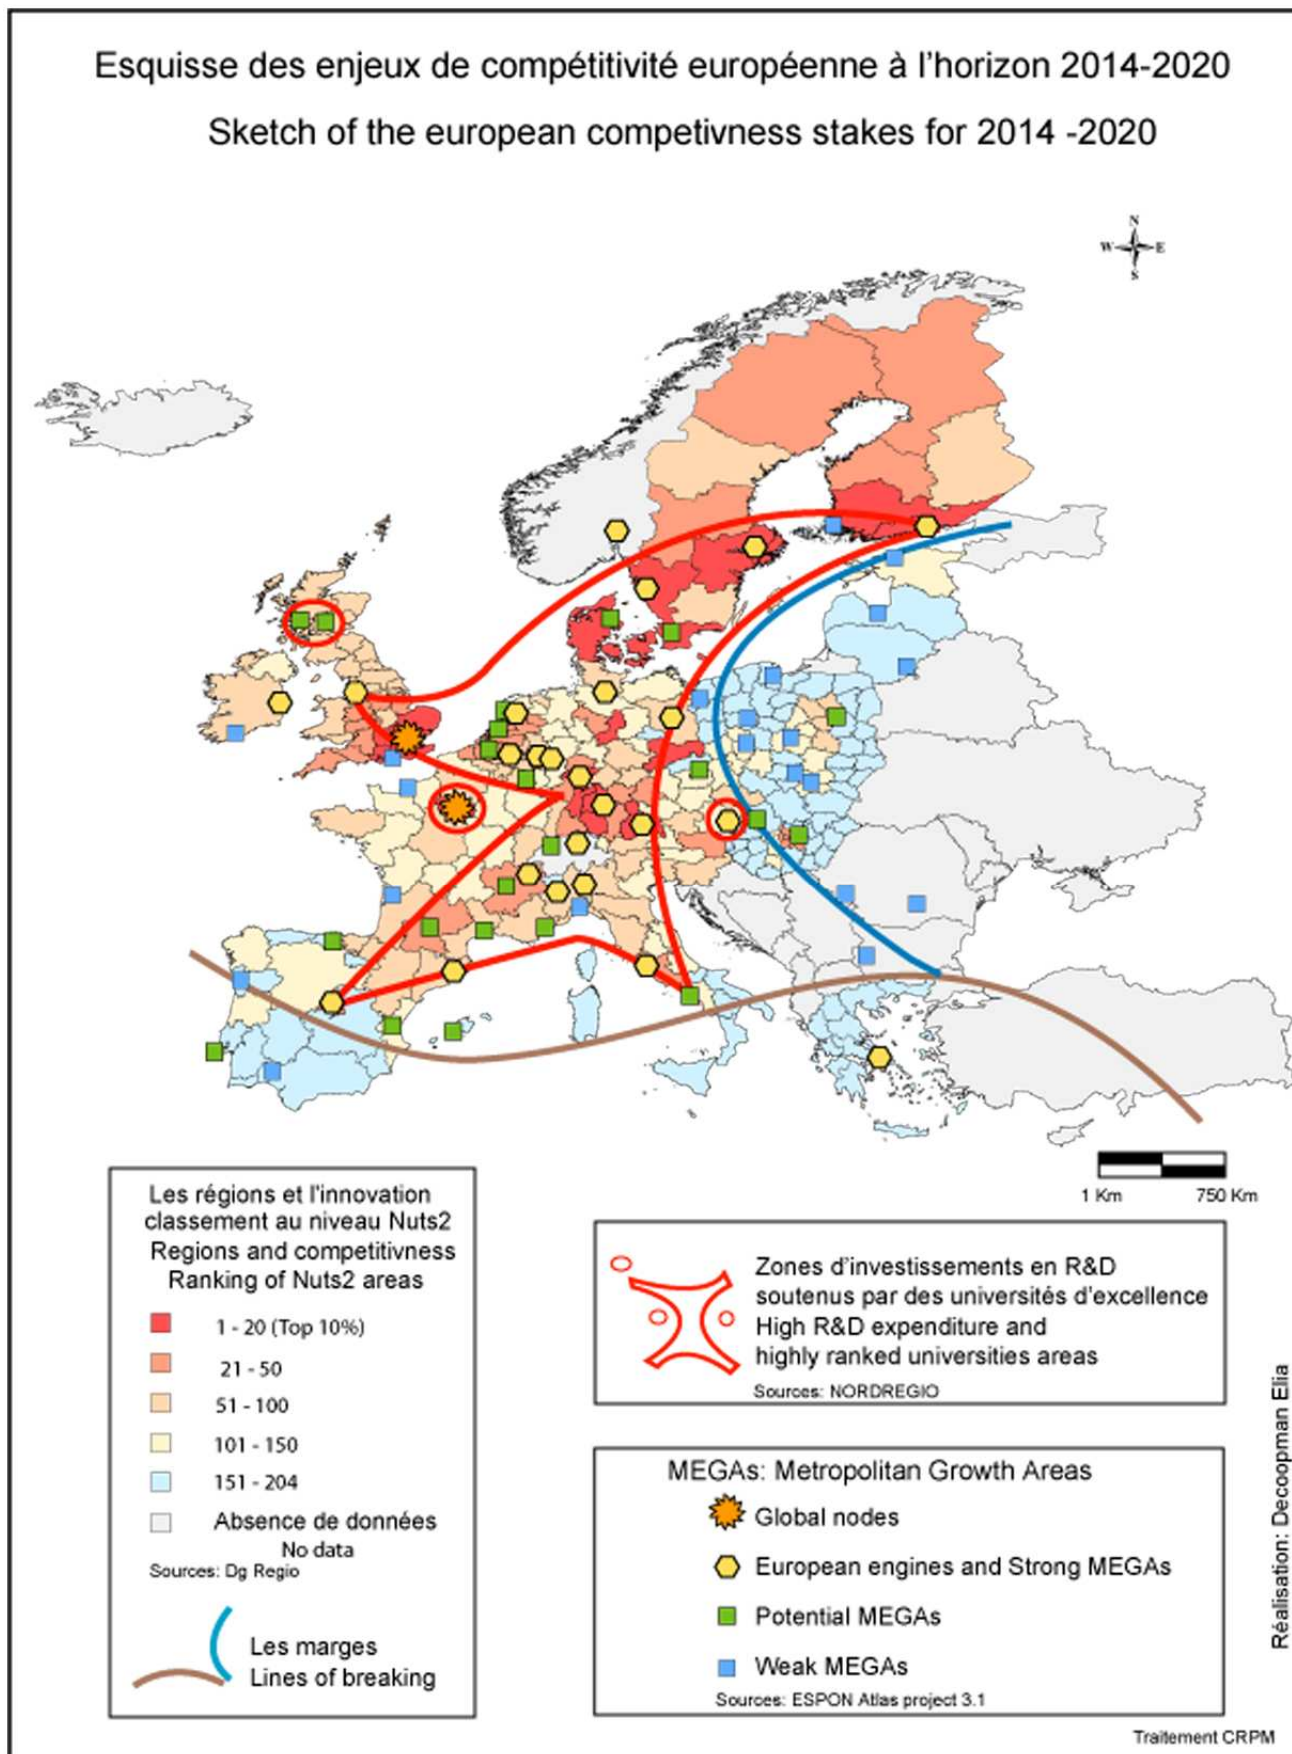 Esquisse des enjeux de compétitivité européenne à l'horizon 2014-2020
Sketch of the european competivness stakes for 2014 -2020
N
W E
S
1 Km 750 Km
Les régions et l'innovation
classement au niveau Nuts2
Regions and competitivness
Ranking of Nuts2 areas
1 - 20 (Top 10%)
21 - 50
51 - 100
101 - 150
151 - 204
Absence de données
No data
Sources: Dg Regio
Les marges
Lines of breaking
Zones d'investissements en R&D
soutenus par des universités d'excellence
High R&D expenditure and
highly ranked universities areas
Sources: NORDREGIO
MEGAs: Metropolitan Growth Areas
Global nodes
European engines and Strong MEGAs
Potential MEGAs
Weak MEGAs
Sources: ESPON Atlas project 3.1
Réalisation: Decoopman Elia
Traitement CRPM